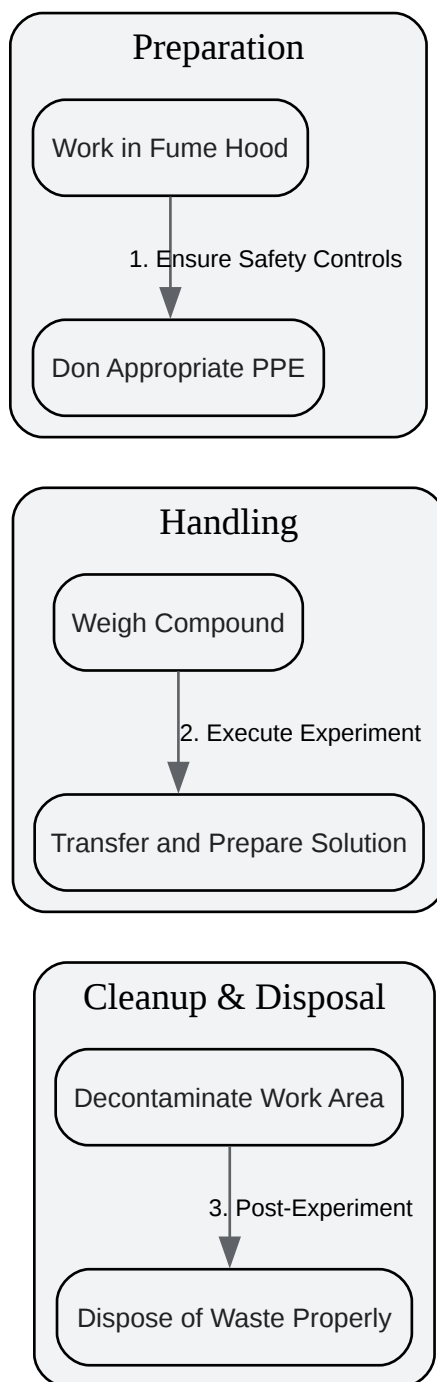 Preparation
Work in Fume Hood
1. Ensure Safety Controls
Don Appropriate PPE
Handling
Weigh Compound
2. Execute Experiment
Transfer and Prepare Solution
Cleanup & Disposal
Decontaminate Work Area
3. Post-Experiment
Dispose of Waste Properly